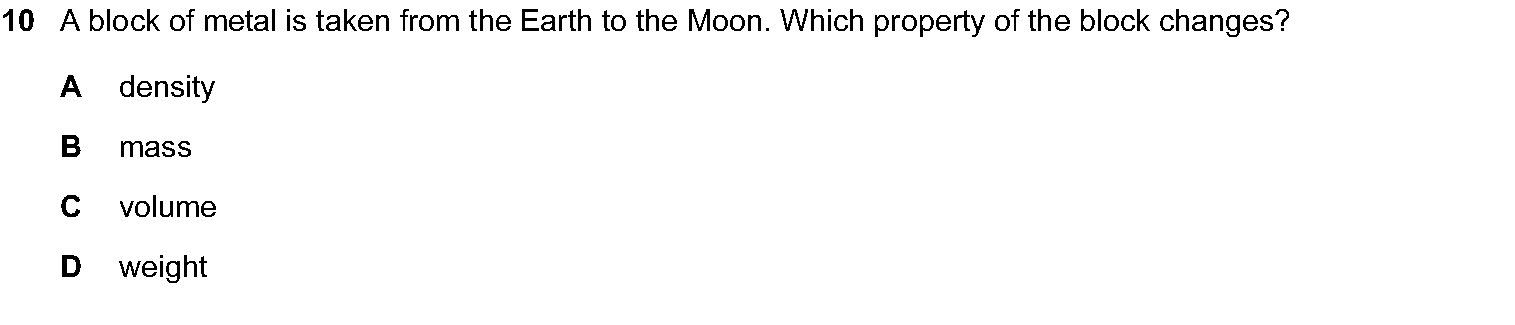 10 A block of metal is taken from the Earth to the Moon. Which property of the block changes?
A density
B mass
C volume
D weight